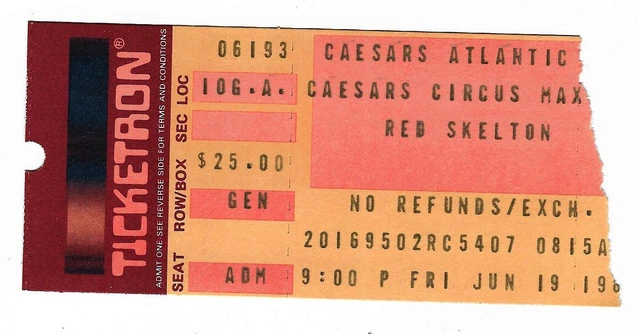 TICKETRON®
ADMIT ONE SEE REVERSE SIDE FOR TERMS AND CONDITIONS
SEAT ROW/BOX SEC LOC
06193
10G.A.
$25.00
GEN
ADM
CAESARS ATLANTIC
CAESARS CIRCUS MAX
RED SKELTON
NO REFUNDS/EXCH.
20169502RC5407 0815A
9:00 P FRI JUN 19 198